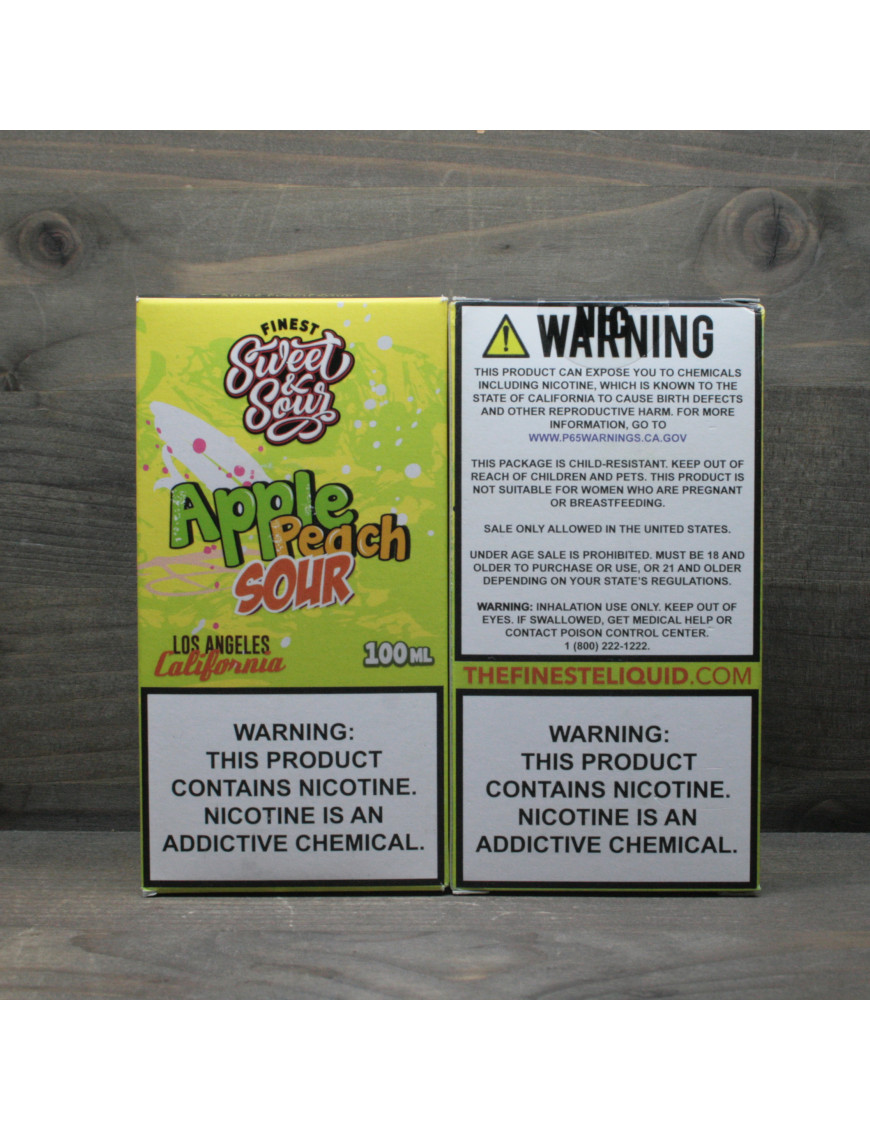 FINEST
Sweet
&
Sour
Apple
Peach
SOUR
LOS ANGELES
California
100ML
WARNING:
THIS PRODUCT
CONTAINS NICOTINE.
NICOTINE IS AN
ADDICTIVE CHEMICAL.
NIC
WARNING
THIS PRODUCT CAN EXPOSE YOU TO CHEMICALS
INCLUDING NICOTINE, WHICH IS KNOWN TO THE
STATE OF CALIFORNIA TO CAUSE BIRTH DEFECTS
AND OTHER REPRODUCTIVE HARM. FOR MORE
INFORMATION, GO TO
WWW.P65WARNINGS.CA.GOV
THIS PACKAGE IS CHILD-RESISTANT. KEEP OUT OF
REACH OF CHILDREN AND PETS. THIS PRODUCT IS
NOT SUITABLE FOR WOMEN WHO ARE PREGNANT
OR BREASTFEEDING.
SALE ONLY ALLOWED IN THE UNITED STATES.
UNDER AGE SALE IS PROHIBITED. MUST BE 18 AND
OLDER TO PURCHASE OR USE, OR 21 AND OLDER
DEPENDING ON YOUR STATE'S REGULATIONS.
WARNING: INHALATION USE ONLY. KEEP OUT OF
EYES. IF SWALLOWED, GET MEDICAL HELP OR
CONTACT POISON CONTROL CENTER.
1 (800) 222-1222.
THEFINESTELIQUID.COM
WARNING:
THIS PRODUCT
CONTAINS NICOTINE.
NICOTINE IS AN
ADDICTIVE CHEMICAL.